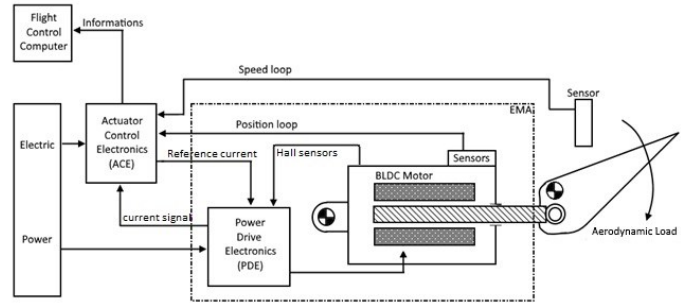 Flight
Control
Computer
Informations
Speed loop
Sensor
EMA
Electric
Actuator
Control
Electronics
(ACE)
Position loop
Sensors
Reference current
Hall sensors
BLDC Motor
current signal
Power
Drive
Electronics
(PDE)
Aerodynamic Load
Power